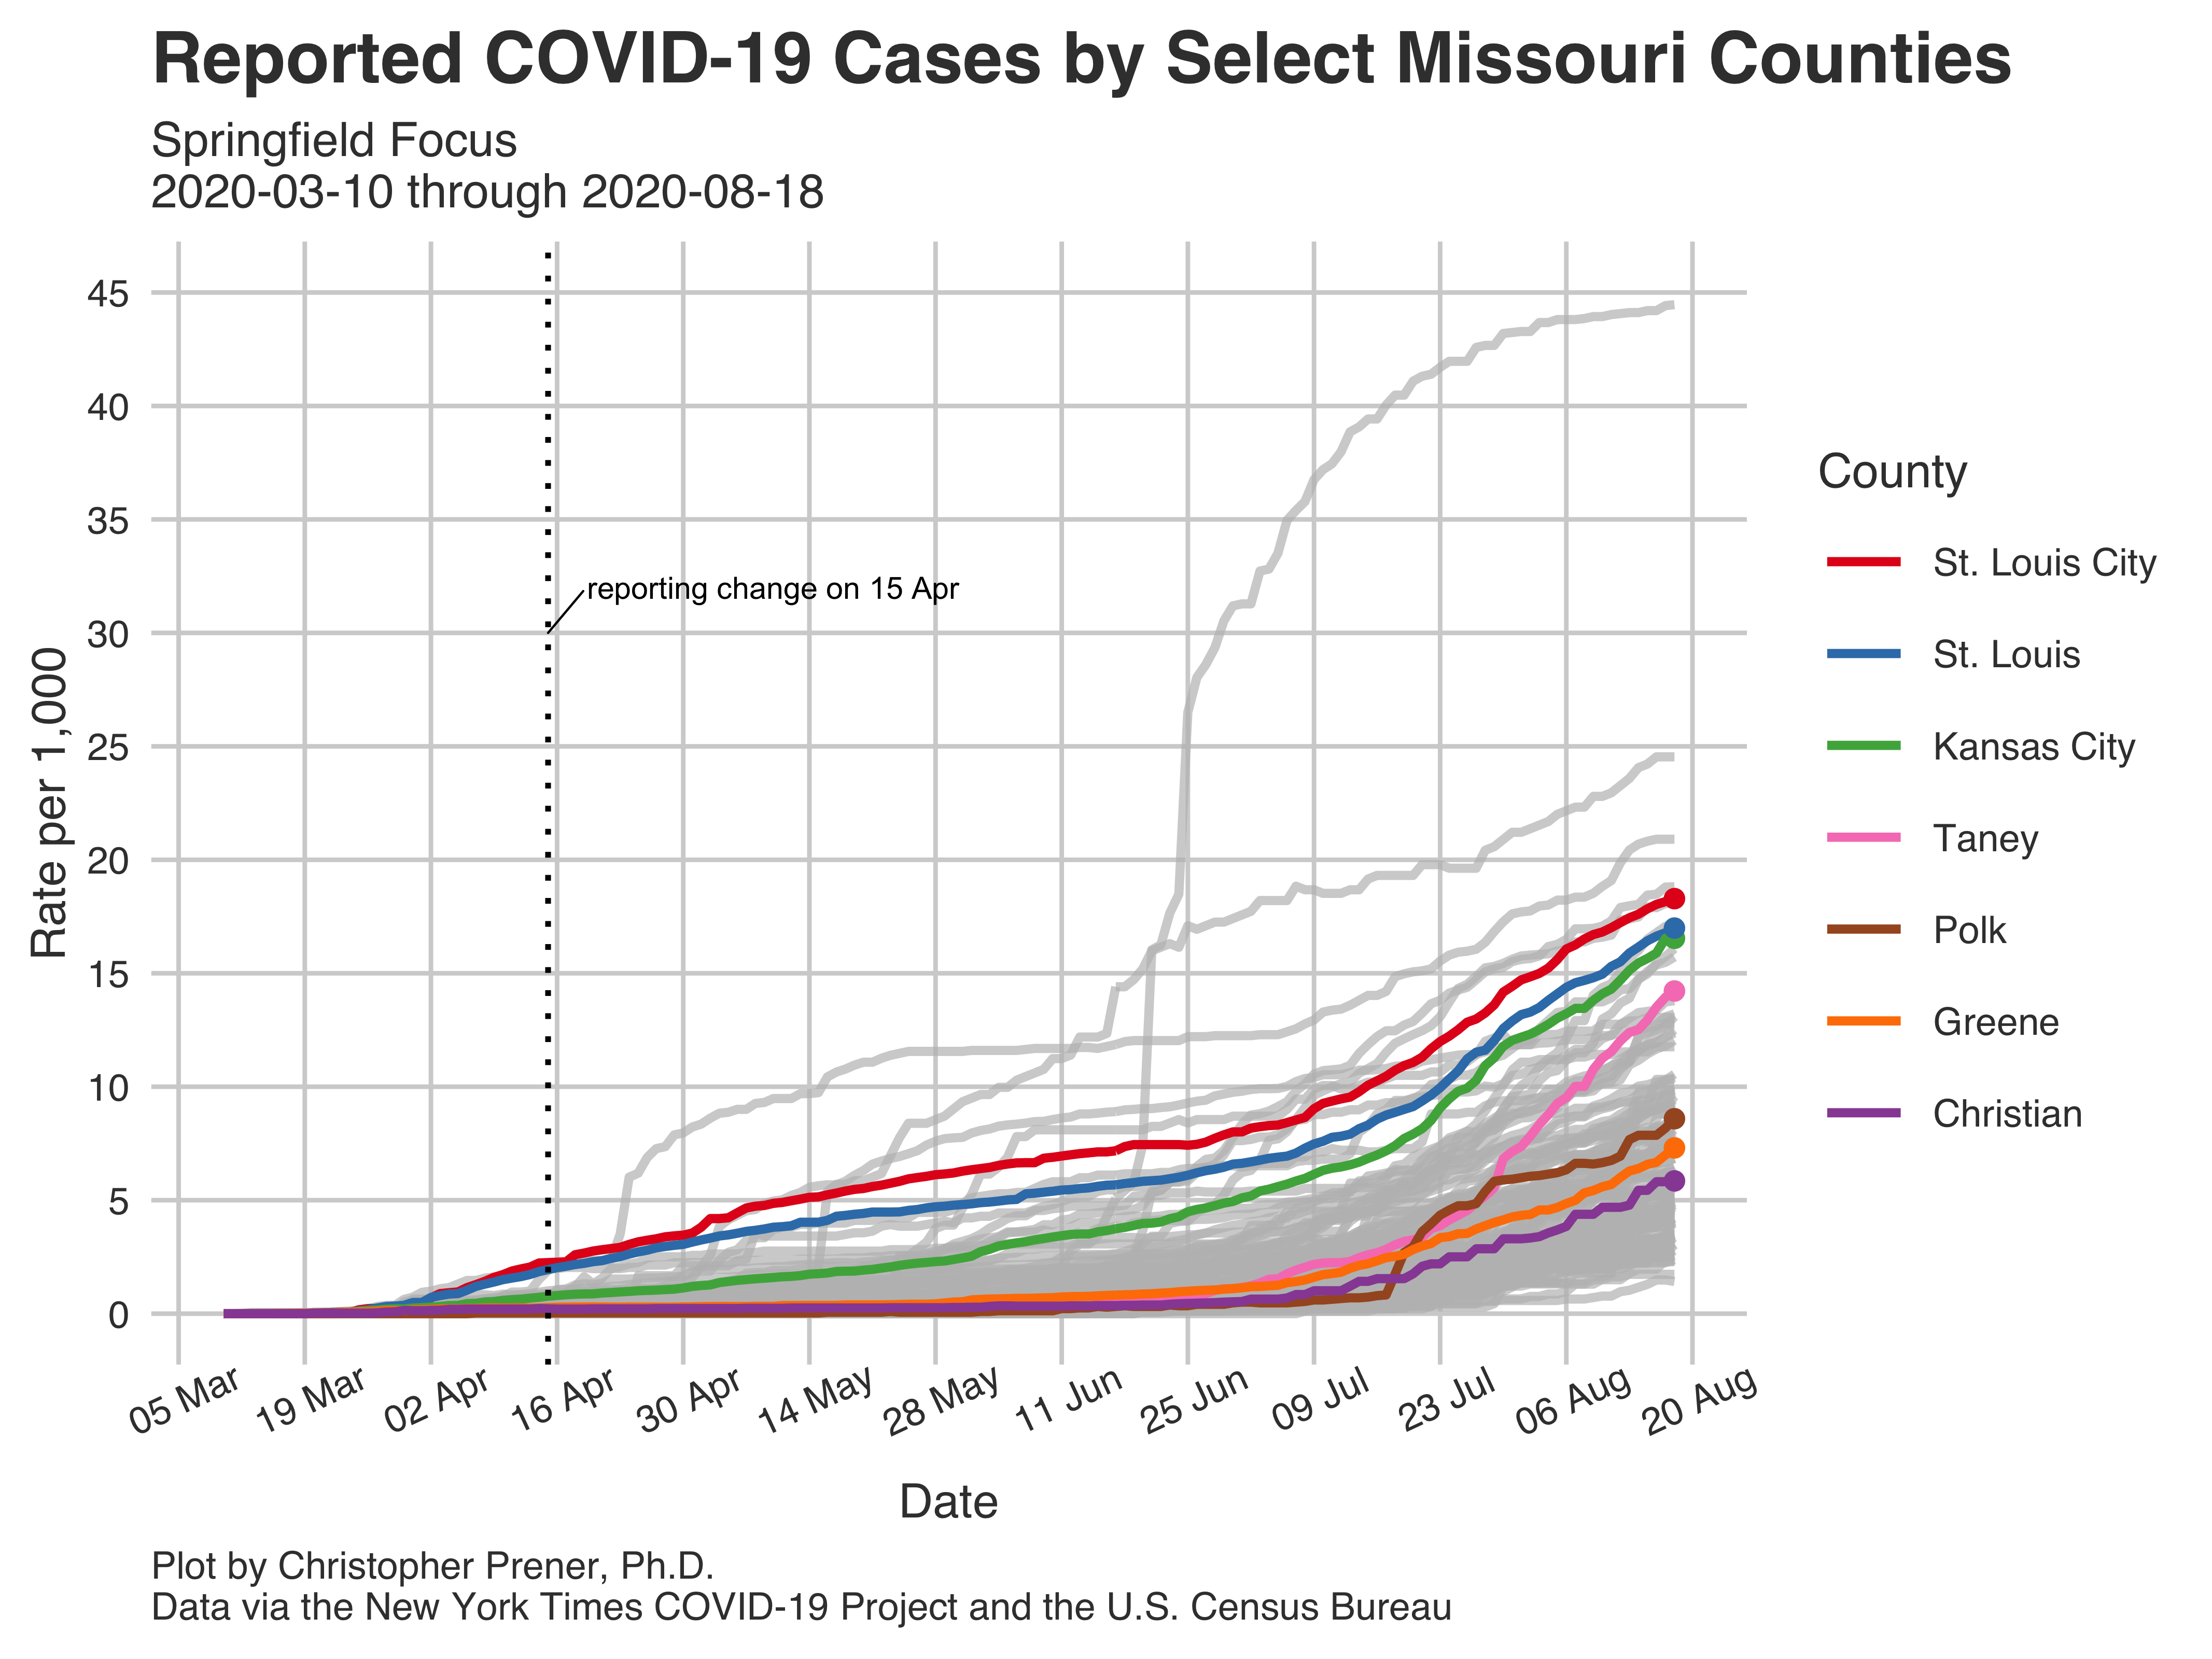 Reported COVID-19 Cases by Select Missouri Counties
Springfield Focus
2020-03-10 through 2020-08-18
Rate per 1,000
45
40
35
30
25
20
15
10
5
0
reporting change on 15 Apr
05 Mar
19 Mar
02 Apr
16 Apr
30 Apr
14 May
28 May
11 Jun
25 Jun
09 Jul
23 Jul
06 Aug
20 Aug
Date
County
St. Louis City
St. Louis
Kansas City
Taney
Polk
Greene
Christian
Plot by Christopher Prener, Ph.D.
Data via the New York Times COVID-19 Project and the U.S. Census Bureau